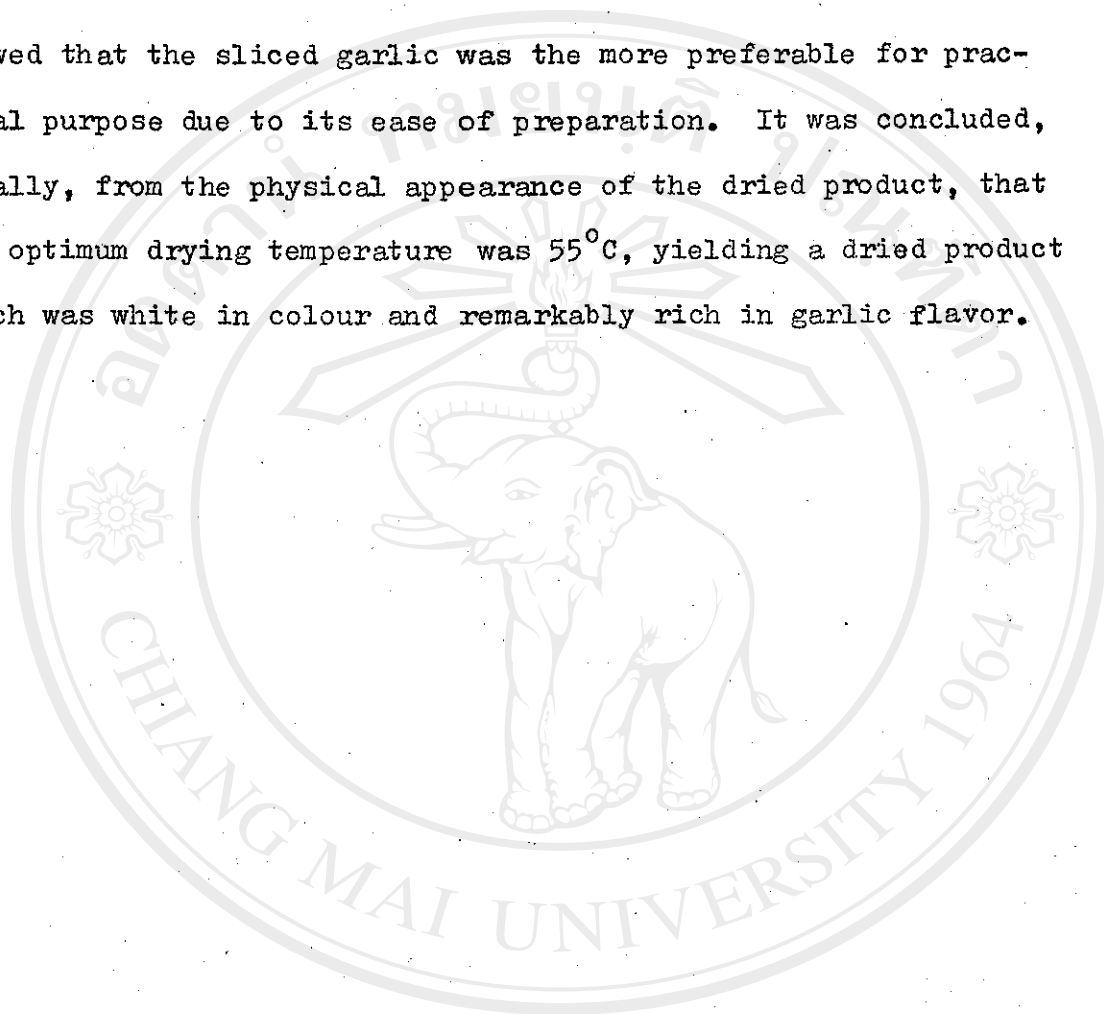 ved that the sliced garlic was the more preferable for prac-
al purpose due to its ease of preparation. It was concluded,
ally, from the physical appearance of the dried product, that
optimum drying temperature was 55°C, yielding a dried product
ch was white in colour and remarkably rich in garlic flavor.
CHIANG MAI UNIVERSITY 1964